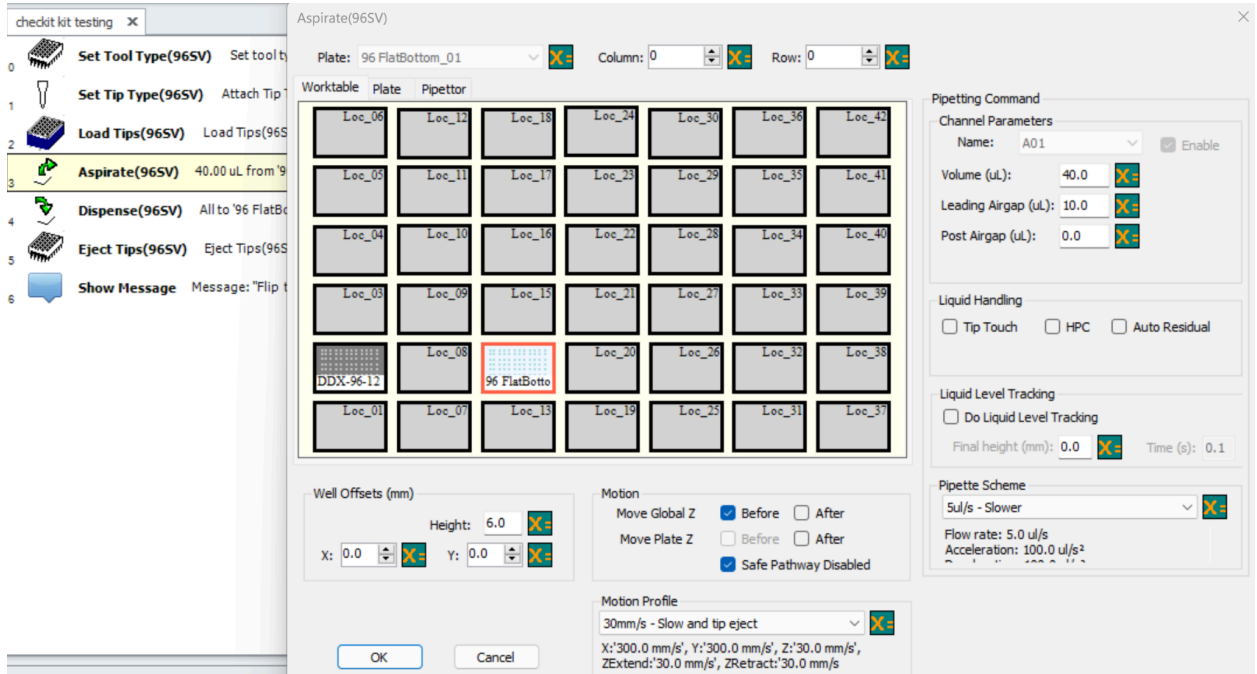 checkit kit testing X
0 Set Tool Type(96SV) Set tool ty
1 Set Tip Type(96SV) Attach Tip
2 Load Tips(96SV) Load Tips(96S
3 Aspirate(96SV) 40.00 uL from '9
4 Dispense(96SV) All to '96 FlatBo
5 Eject Tips(96SV) Eject Tips(96S
6 Show Message Message: "Flip t
Aspirate(96SV)
Plate: 96 FlatBottom_01 X= Column: 0 X= Row: 0 X=
Worktable Plate Pipettor
Loc_06 Loc_12 Loc_18 Loc_24 Loc_30 Loc_36 Loc_42
Loc_05 Loc_11 Loc_17 Loc_23 Loc_29 Loc_35 Loc_41
Loc_04 Loc_10 Loc_16 Loc_22 Loc_28 Loc_34 Loc_40
Loc_03 Loc_09 Loc_15 Loc_21 Loc_27 Loc_33 Loc_39
DDX-96-12 Loc_08 96 FlatBotto Loc_20 Loc_26 Loc_32 Loc_38
Loc_01 Loc_07 Loc_13 Loc_19 Loc_25 Loc_31 Loc_37
Well Offsets (mm)
Height: 6.0 X=
X: 0.0 X= Y: 0.0 X=
OK Cancel
Motion
Move Global Z Before After
Move Plate Z Before After
Safe Pathway Disabled
Motion Profile
30mm/s - Slow and tip eject X=
X:'300.0 mm/s', Y:'300.0 mm/s', Z:'30.0 mm/s',
ZExtend:'30.0 mm/s', ZRetract:'30.0 mm/s
Pipetting Command
Channel Parameters
Name: A01 Enable
Volume (uL): 40.0 X=
Leading Airgap (uL): 10.0 X=
Post Airgap (uL): 0.0 X=
Liquid Handling
Tip Touch HPC Auto Residual
Liquid Level Tracking
Do Liquid Level Tracking
Final height (mm): 0.0 X= Time (s): 0.1
Pipette Scheme
5ul/s - Slower X=
Flow rate: 5.0 ul/s
Acceleration: 100.0 ul/s²